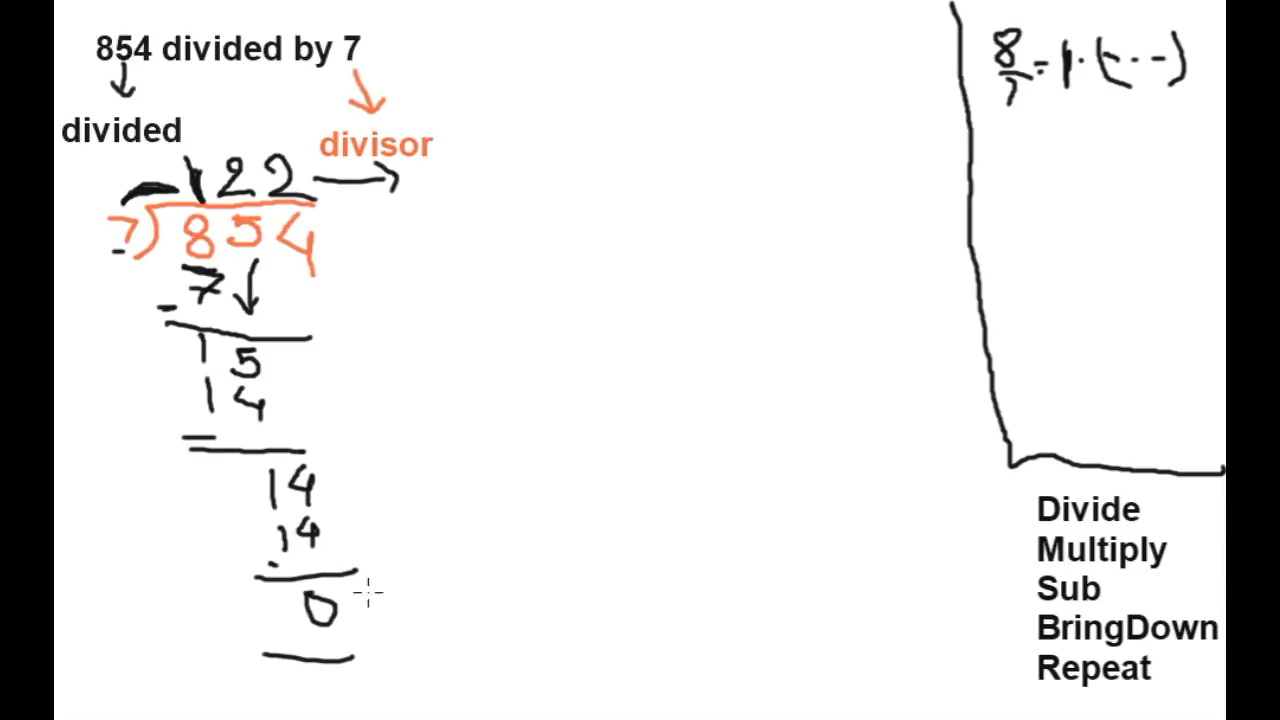 854 divided by 7
divided
divisor
122
7)854
- 7
15
14
14
14
0
8/7 = 1.(- - -)
Divide
Multiply
Sub
BringDown
Repeat